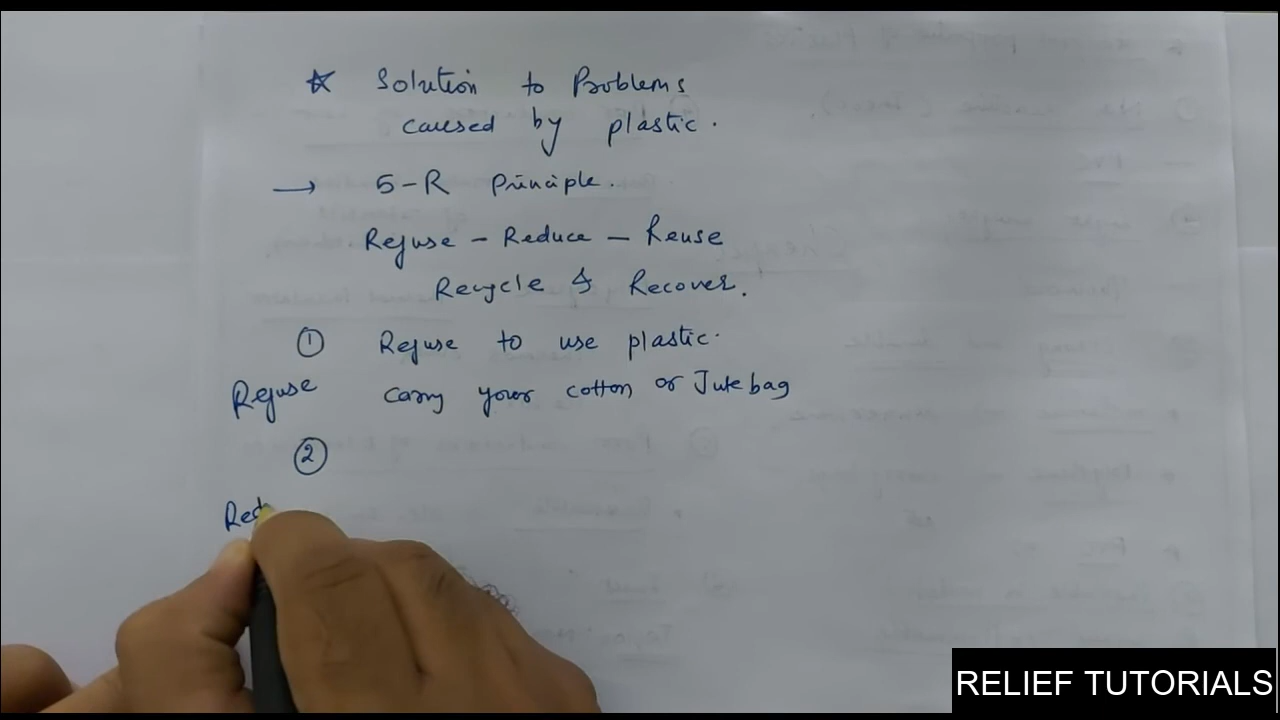 ☆ Solution to Problems
caused by plastic.
→ 5-R Principle.
Refuse - Reduce - Reuse
Recycle & Recover.
① Refuse to use plastic.
Refuse carry your cotton or Jute bag
②
Red
RELIEF TUTORIALS